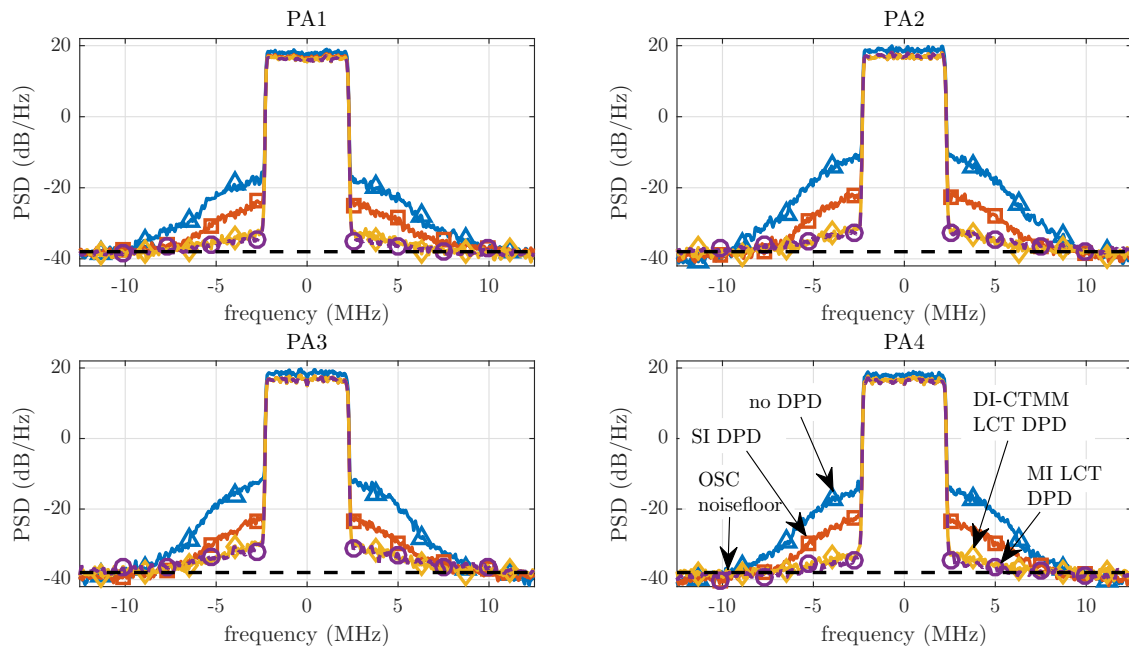 PA1
PSD (dB/Hz)
20
0
-20
-40
-10
-5
0
5
10
frequency (MHz)
PA2
PSD (dB/Hz)
20
0
-20
-40
-10
-5
0
5
10
frequency (MHz)
PA3
PSD (dB/Hz)
20
0
-20
-40
-10
-5
0
5
10
frequency (MHz)
PA4
PSD (dB/Hz)
20
0
-20
-40
no DPD
SI DPD
OSC
noisefloor
DI-CTMM
LCT DPD
MI LCT
DPD
-10
-5
0
5
10
frequency (MHz)